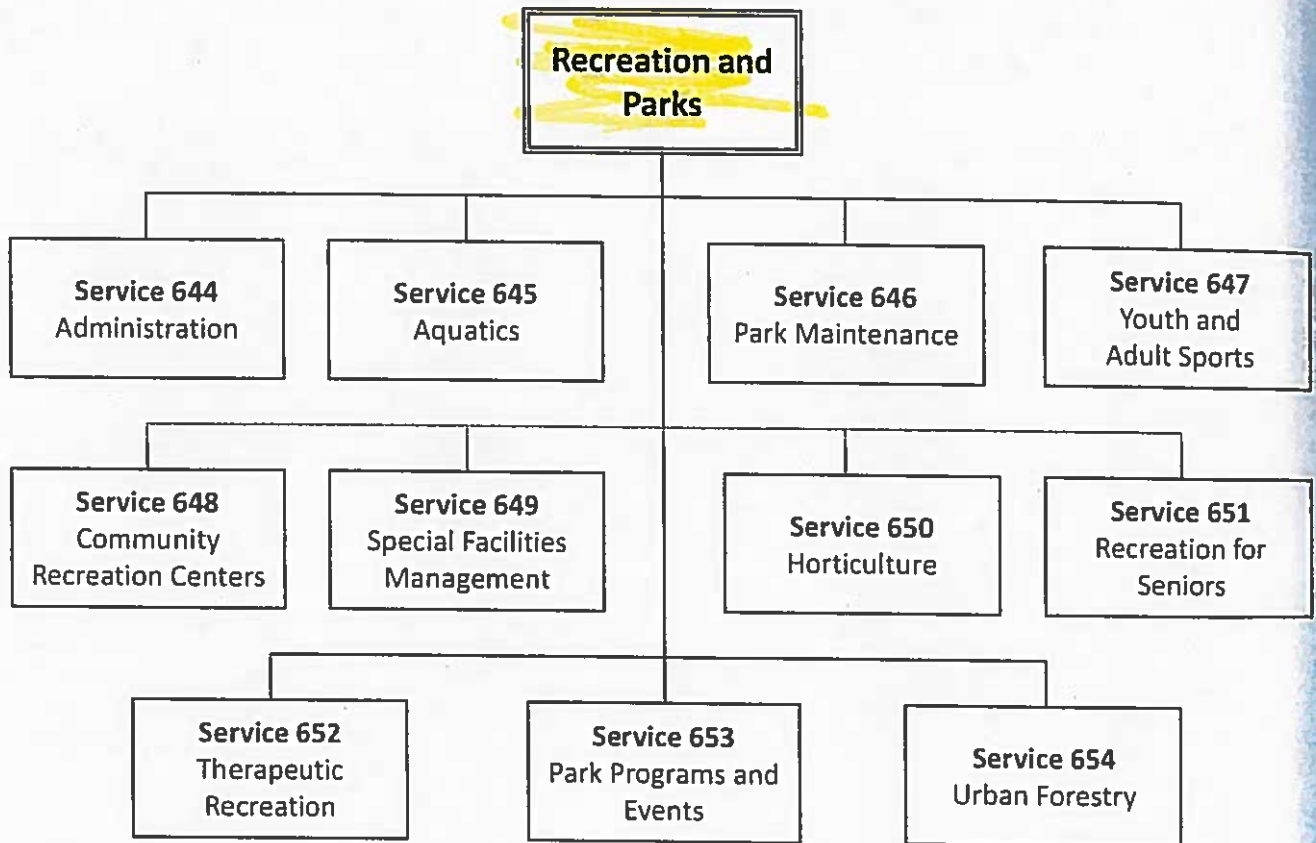 Recreation and
Parks
Service 644
Administration
Service 645
Aquatics
Service 646
Park Maintenance
Service 647
Youth and
Adult Sports
Service 648
Community
Recreation Centers
Service 649
Special Facilities
Management
Service 650
Horticulture
Service 651
Recreation for
Seniors
Service 652
Therapeutic
Recreation
Service 653
Park Programs and
Events
Service 654
Urban Forestry